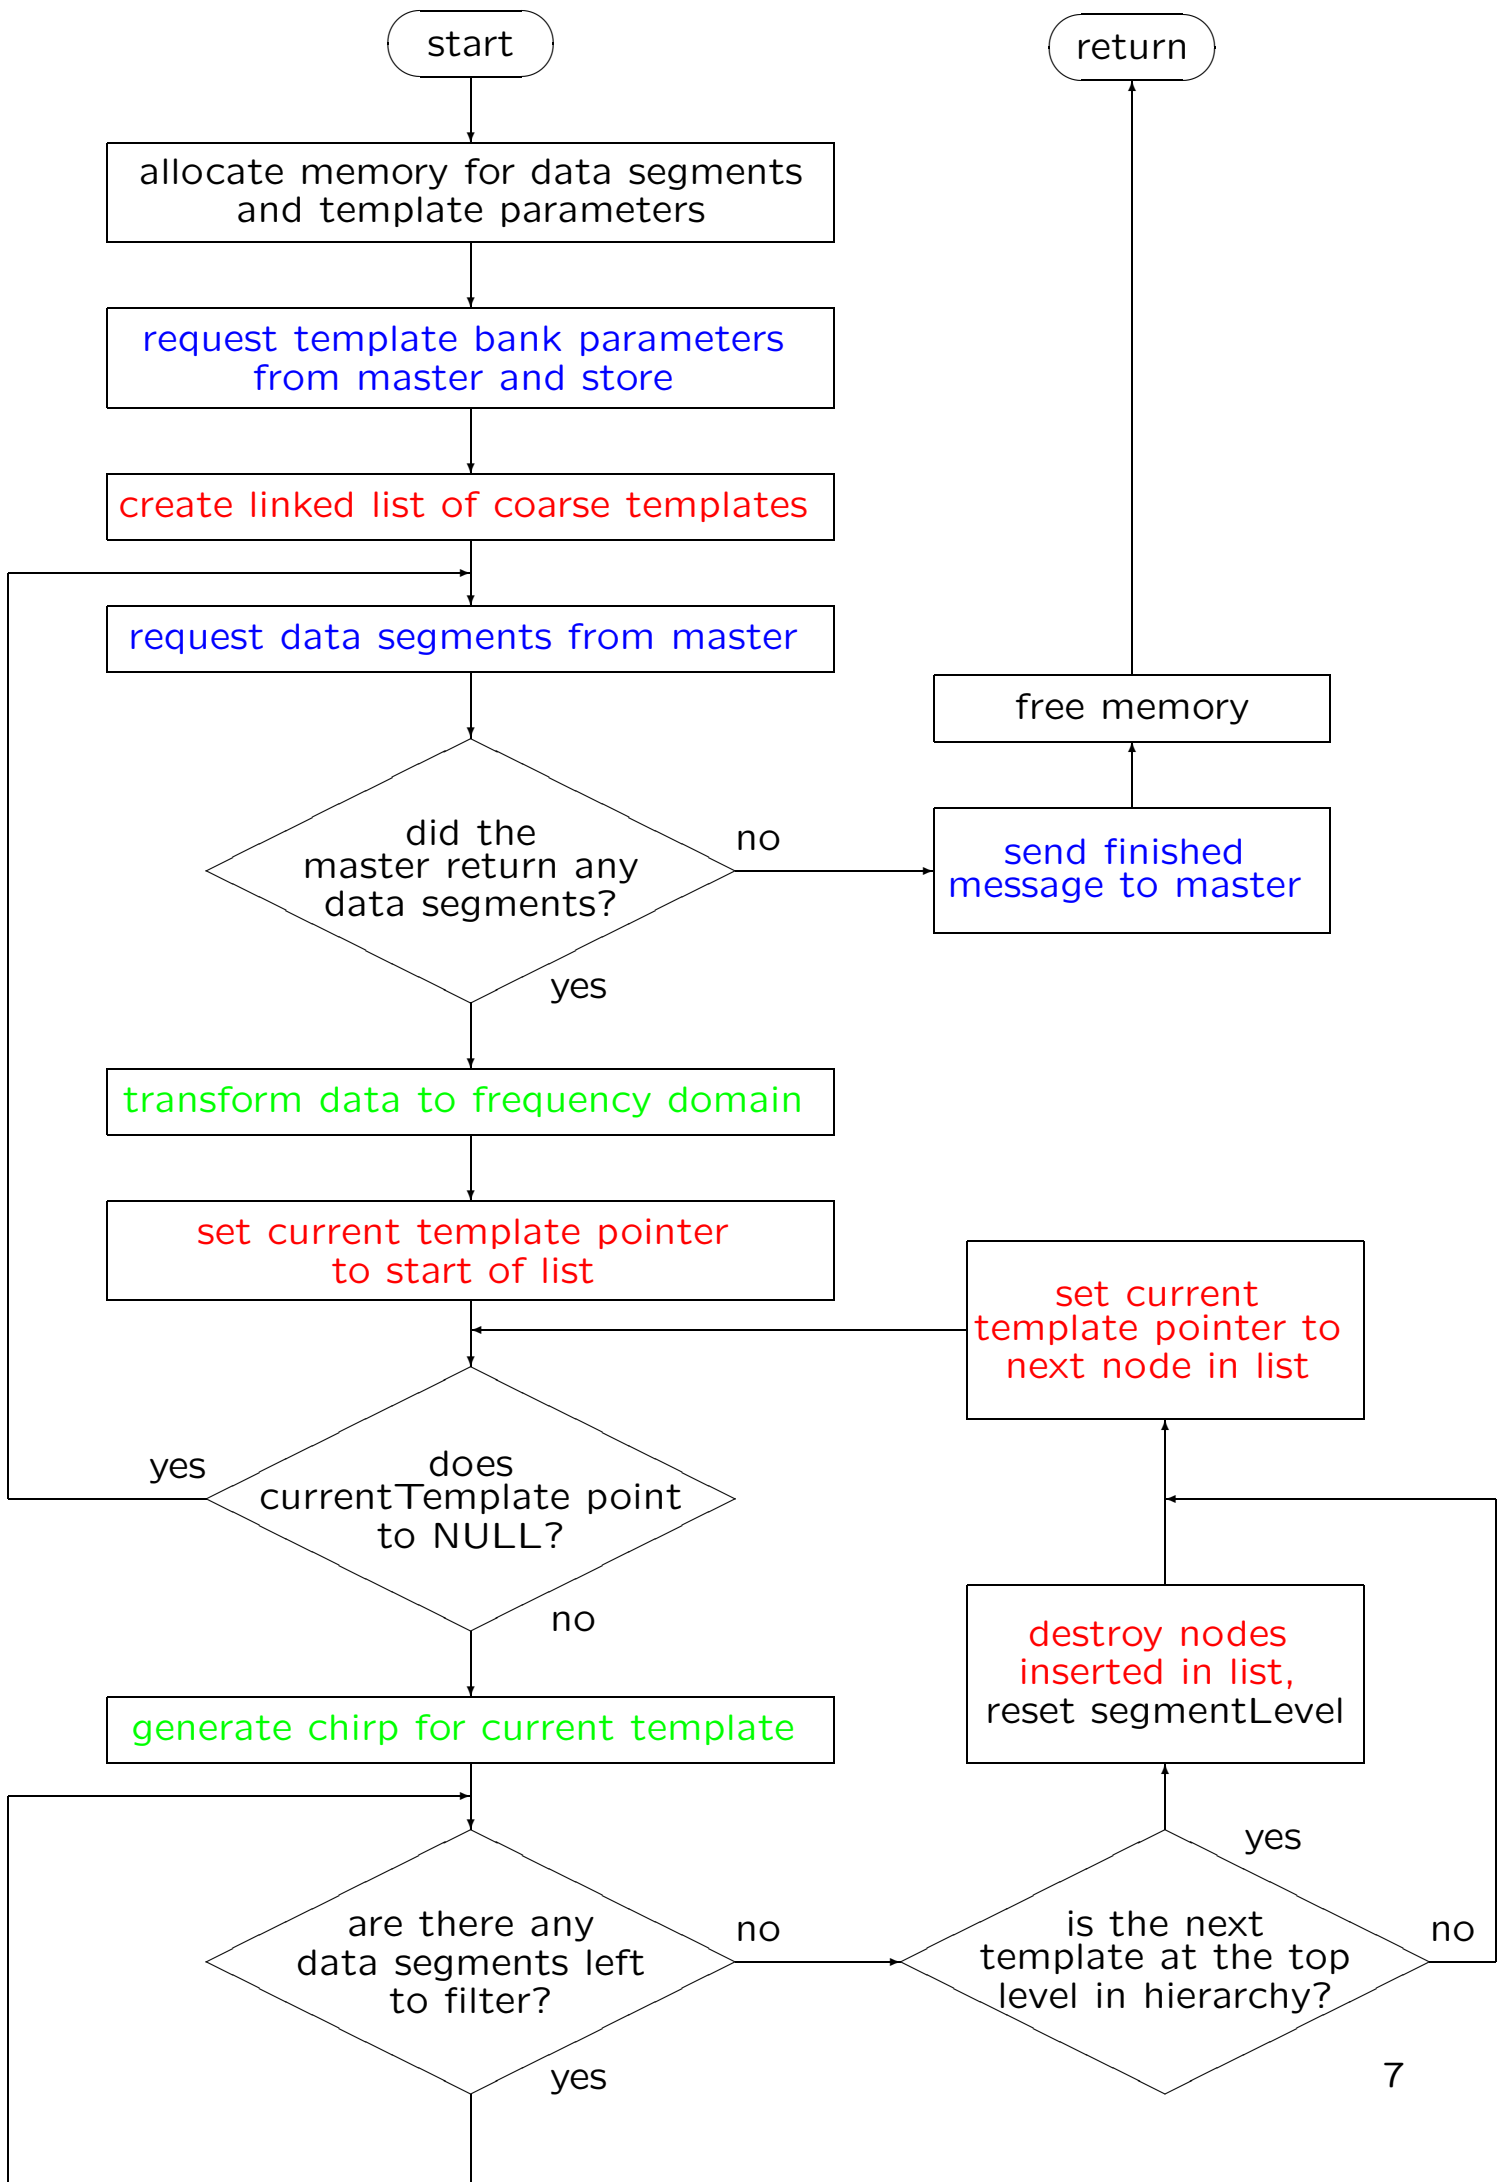 start
return
allocate memory for data segments
and template parameters
request template bank parameters
from master and store
create linked list of coarse templates
request data segments from master
free memory
did the
master return any
data segments?
no
send finished
message to master
yes
transform data to frequency domain
set current template pointer
to start of list
set current
template pointer to
next node in list
yes
does
currentTemplate point
to NULL?
no
destroy nodes
inserted in list,
reset segmentLevel
generate chirp for current template
yes
are there any
data segments left
to filter?
no
is the next
template at the top
level in hierarchy?
no
yes
7